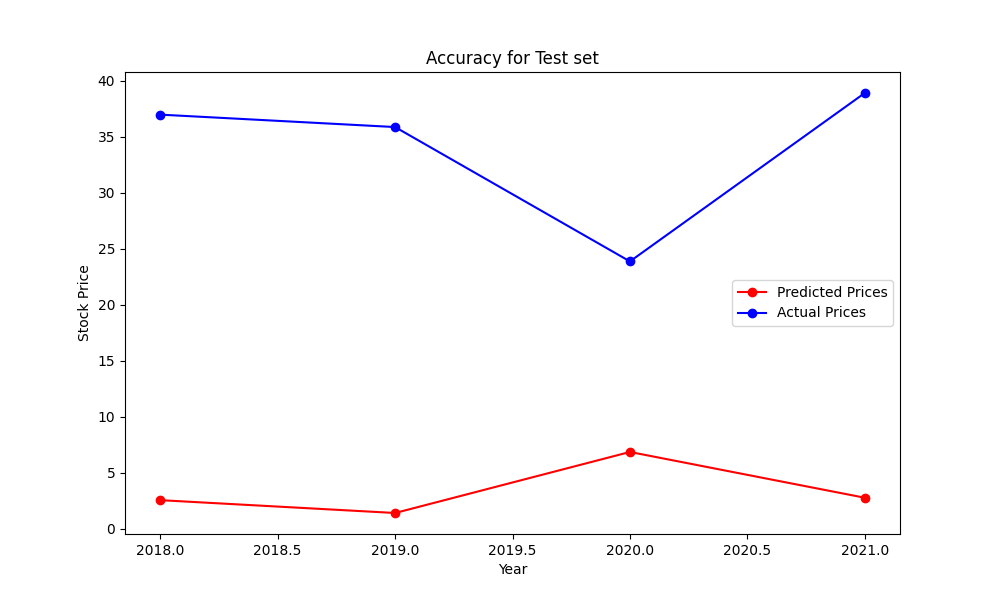 Accuracy for Test set
40
35
30
25
20
15
10
5
0
Stock Price
Predicted Prices
Actual Prices
2018.0 2018.5 2019.0 2019.5 2020.0 2020.5 2021.0
Year